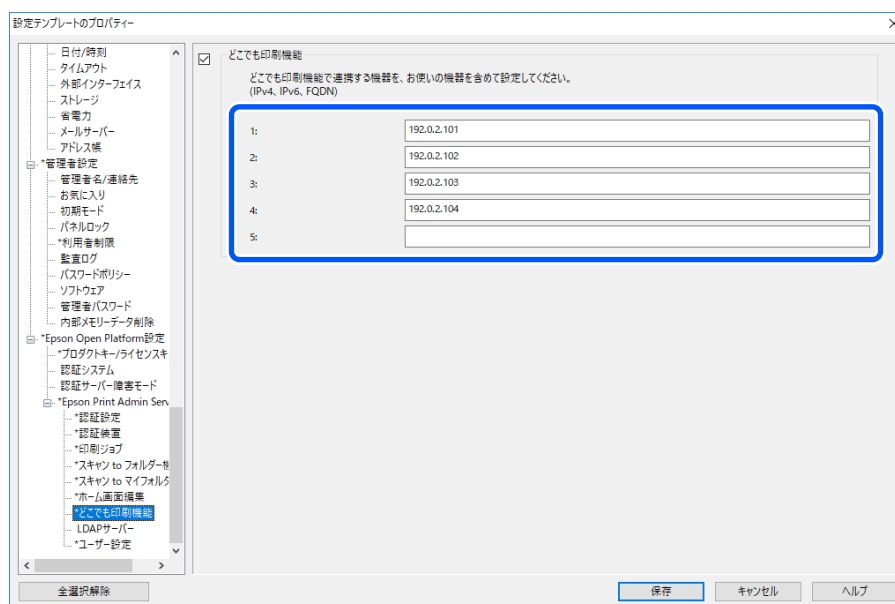 設定テンプレートのプロパティー
日付/時刻
タイムアウト
外部インターフェイス
ストレージ
省電力
メールサーバー
アドレス帳
*管理者設定
管理者名/連絡先
お気に入り
初期モード
パネルロック
*利用者制限
監査ログ
パスワードポリシー
ソフトウェア
管理者パスワード
内部メモリーデータ削除
*Epson Open Platform設定
*プロダクトキー/ライセンスキ
認証システム
認証サーバー障害モード
*Epson Print Admin Serv
*認証設定
*認証装置
*印刷ジョブ
*スキャン to フォルダー機
*スキャン to マイフォルダ
*ホーム画面編集
*どこでも印刷機能
LDAPサーバー
*ユーザー設定
どこでも印刷機能
どこでも印刷機能で連携する機器を、お使いの機器を含めて設定してください。
(IPv4、IPv6、FQDN)
1: 192.0.2.101
2: 192.0.2.102
3: 192.0.2.103
4: 192.0.2.104
5:
全選択解除
保存
キャンセル
ヘルプ